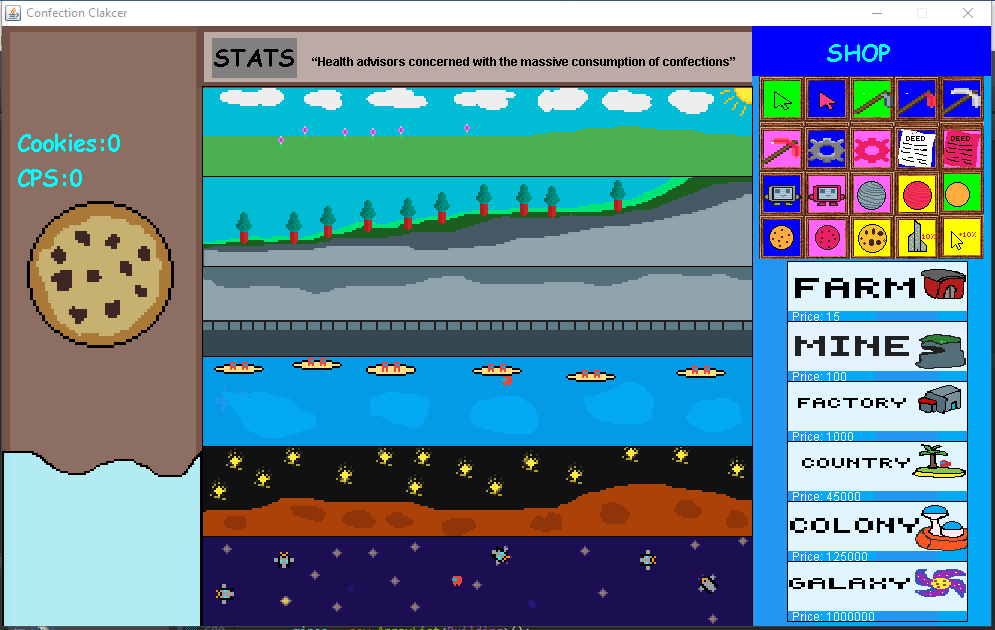 Confection Clakcer
STATS
“Health advisors concerned with the massive consumption of confections”
SHOP
Cookies:0
CPS:0
DEED
DEED
10%
+10%
FARM
Price: 15
MINE
Price: 100
FACTORY
Price: 1000
COUNTRY
Price: 45000
COLONY
Price: 125000
GALAXY
Price: 1000000